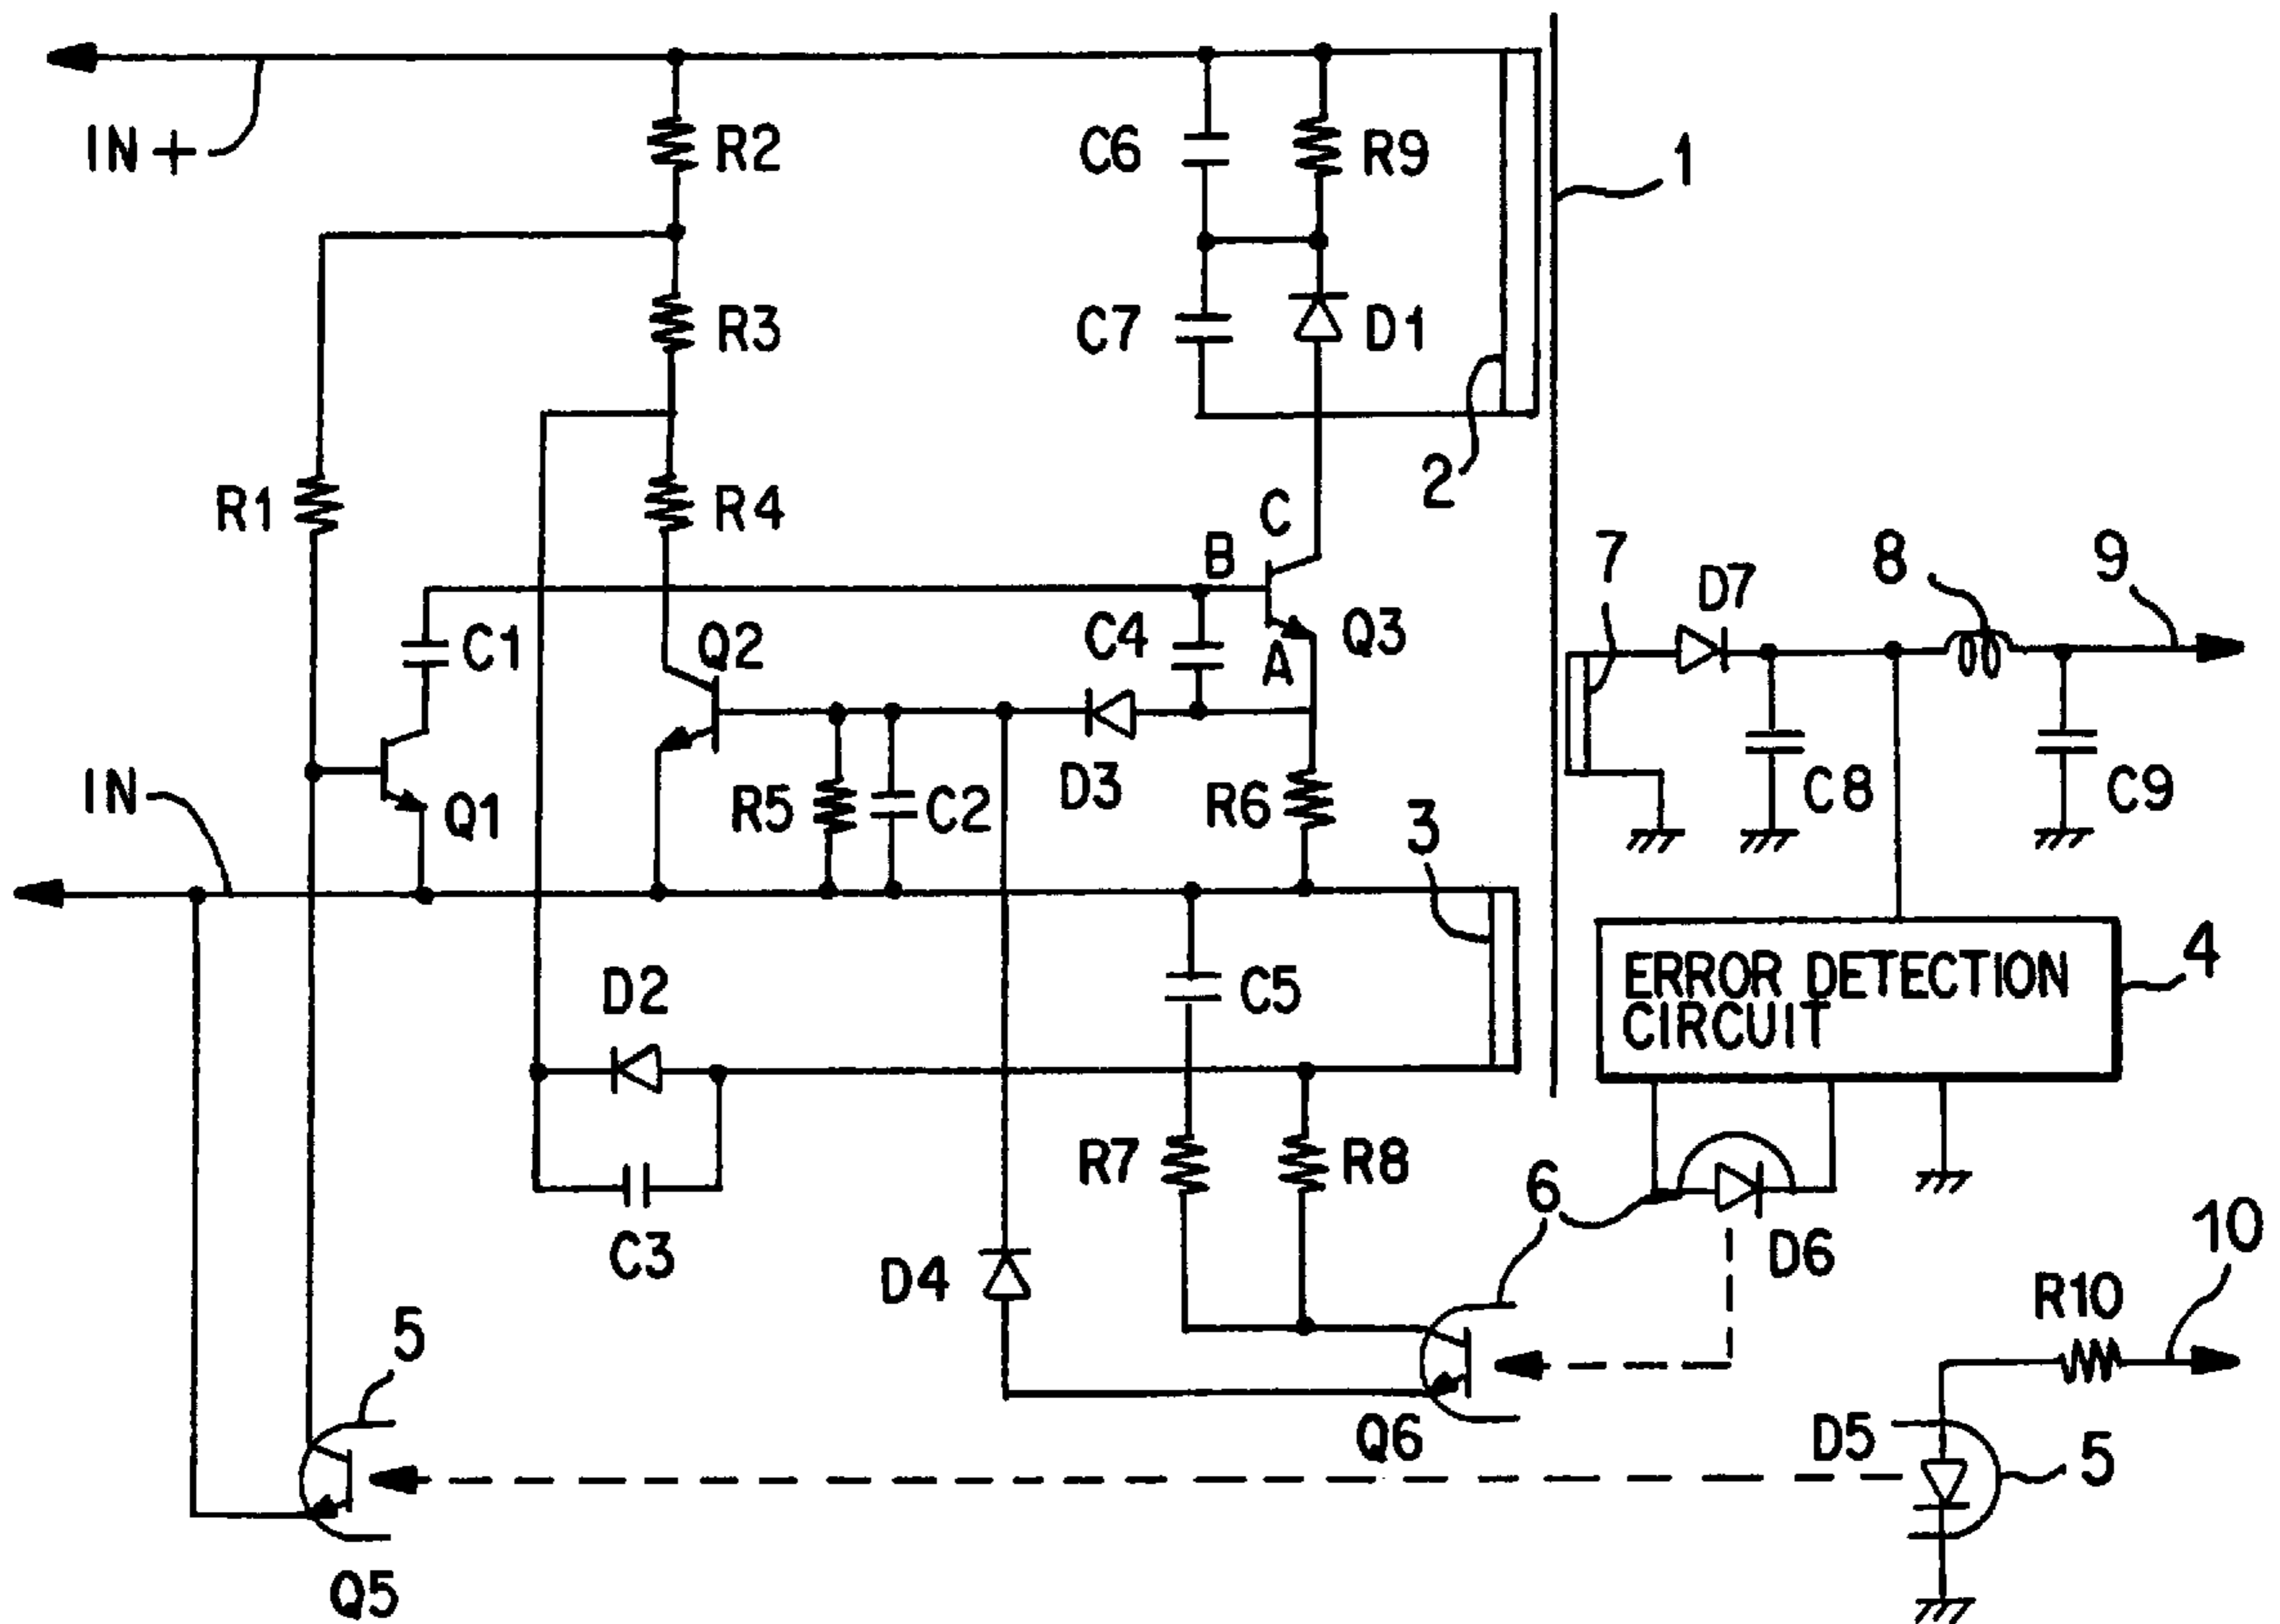 IN+
R2
C6
R9
1
R3
C7
D1
R1
R4
2
C
B
7
D7
8
9
C1
Q2
C4
A
Q3
IN
Q1
R5
C2
D3
R6
3
C8
C9
D2
C5
ERROR DETECTION
CIRCUIT
4
R7
R8
6
C3
D4
D6
10
R10
5
Q6
D5
5
Q5